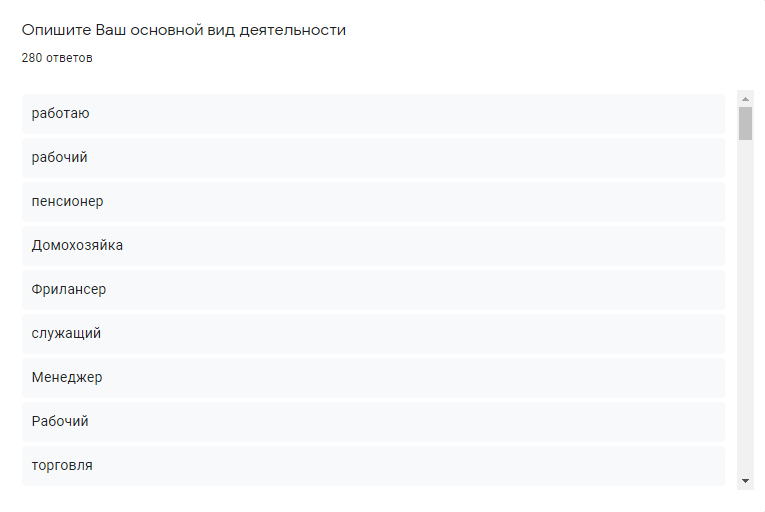 Опишите Ваш основной вид деятельности
280 ответов
работаю
рабочий
пенсионер
Домохозяйка
Фрилансер
служащий
Менеджер
Рабочий
торговля